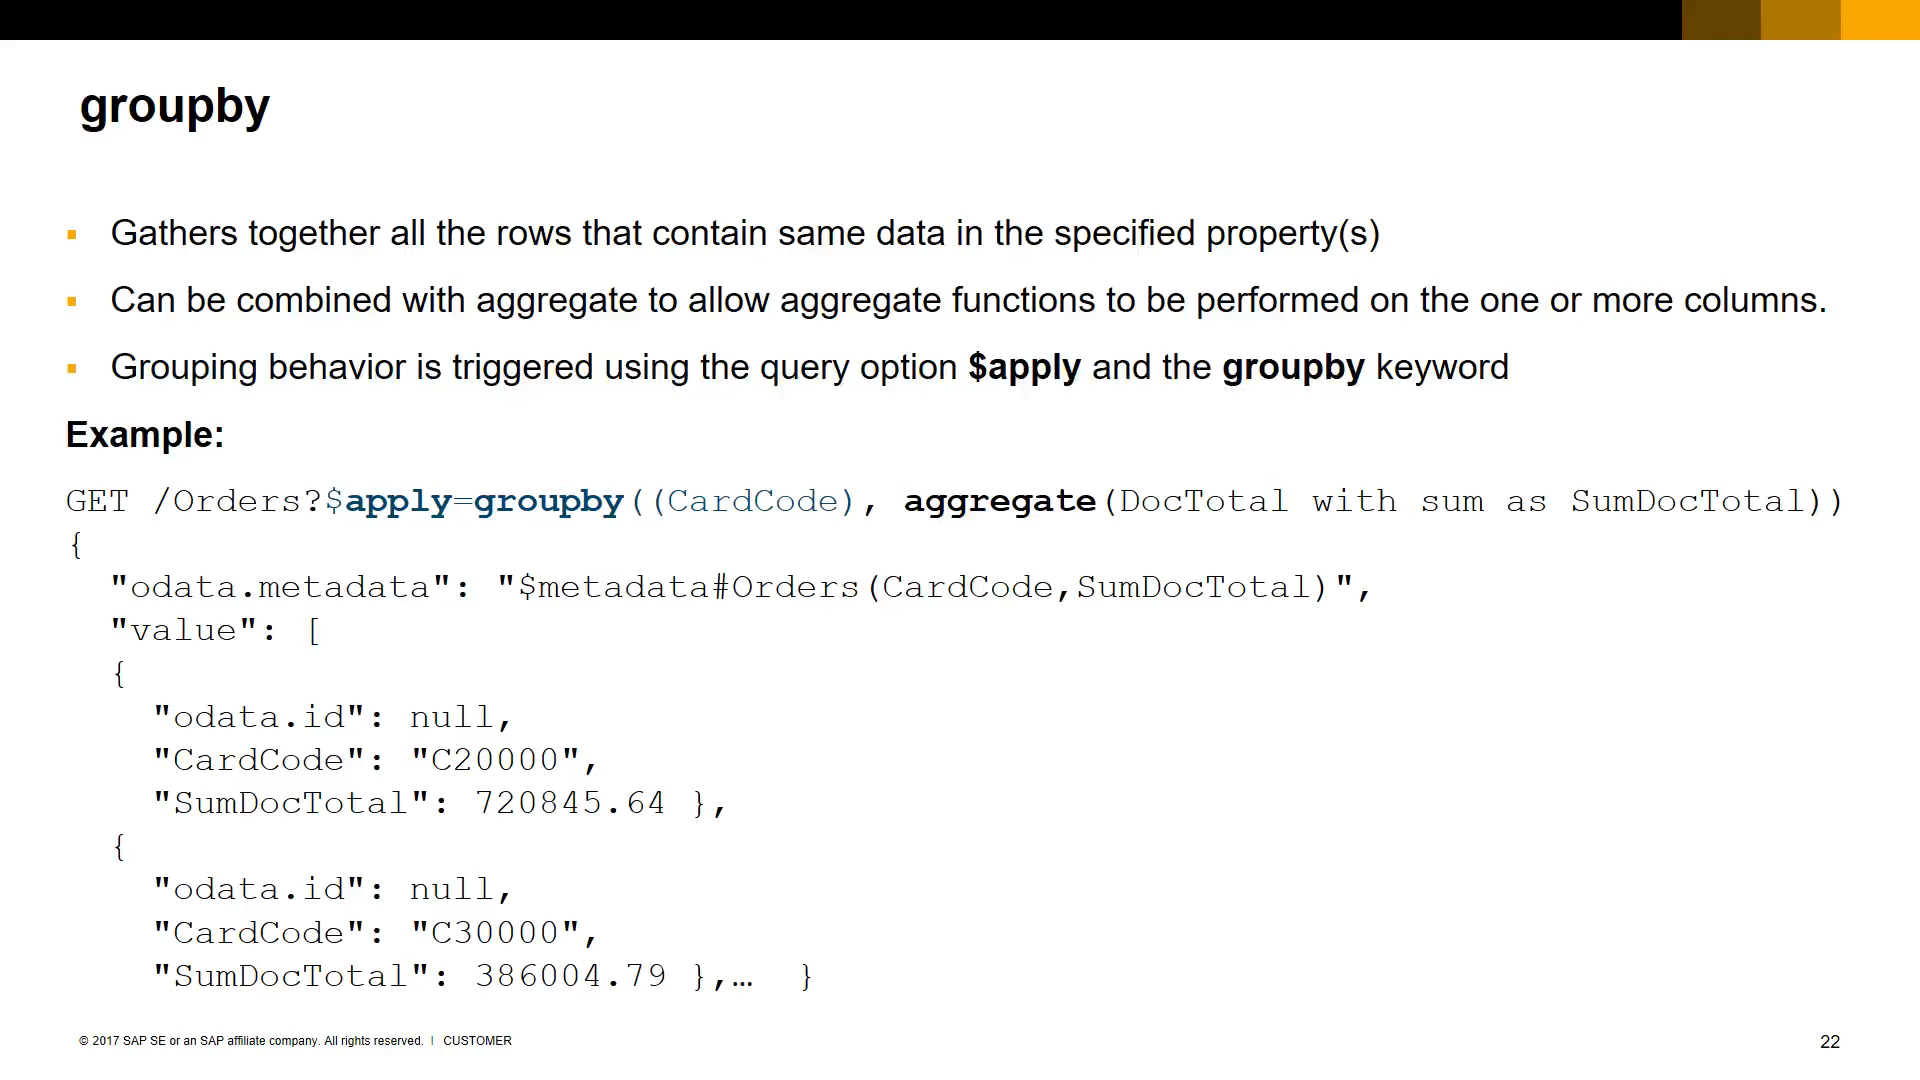 groupby
▪ Gathers together all the rows that contain same data in the specified property(s)
▪ Can be combined with aggregate to allow aggregate functions to be performed on the one or more columns.
▪ Grouping behavior is triggered using the query option $apply and the groupby keyword
Example:
GET /Orders?$apply=groupby((CardCode), aggregate(DocTotal with sum as SumDocTotal))
{
"odata.metadata": "$metadata#Orders(CardCode,SumDocTotal)",
"value": [
{
"odata.id": null,
"CardCode": "C20000",
"SumDocTotal": 720845.64 },
{
"odata.id": null,
"CardCode": "C30000",
"SumDocTotal": 386004.79 },… }
© 2017 SAP SE or an SAP affiliate company. All rights reserved. | CUSTOMER
22